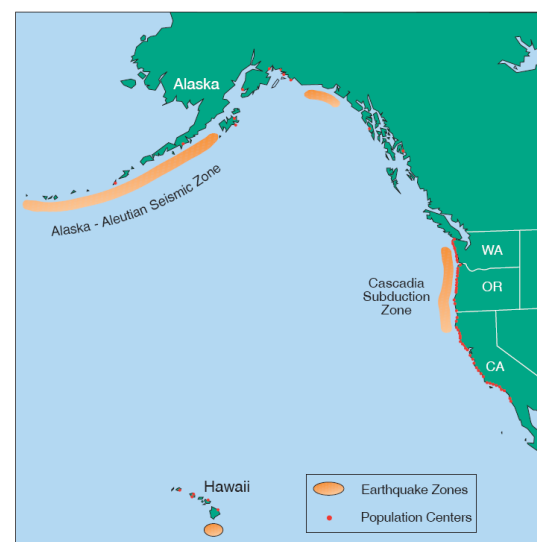 Alaska
Alaska - Aleutian Seismic Zone
WA
OR
Cascadia
Subduction
Zone
CA
Hawaii
Earthquake Zones
Population Centers